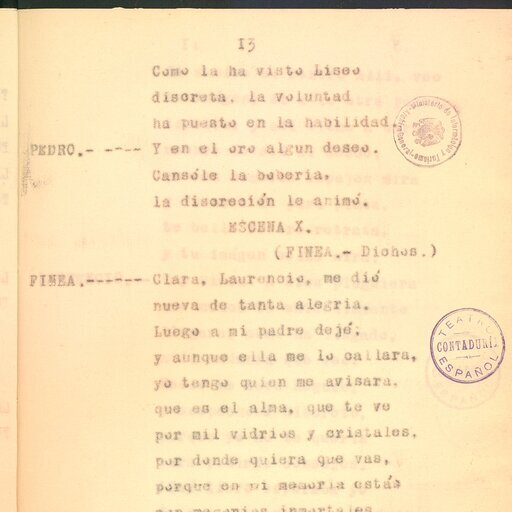 13
Como la ha visto Liseo
discreta, la voluntad
ha puesto en la habilidad.
PEDRO.- ---- Y en el oro algun deseo.
Cansóle la bobería,
la discreción le animó.
ESCENA X.
(FINEA.- Dichos.)
FINEA.------ Clara, Laurencio, me dió
nueva de tanta alegria.
Luego a mi padre dejé,
y aunque ella me lo callara,
yo tengo quien me avisara,
que es el alma, que te ve
por mil vidrios y cristales,
por donde quiera que vas,
porque en mi memoria estás
inmortales
TEATRO
CONTADURIA
ESPAÑOL